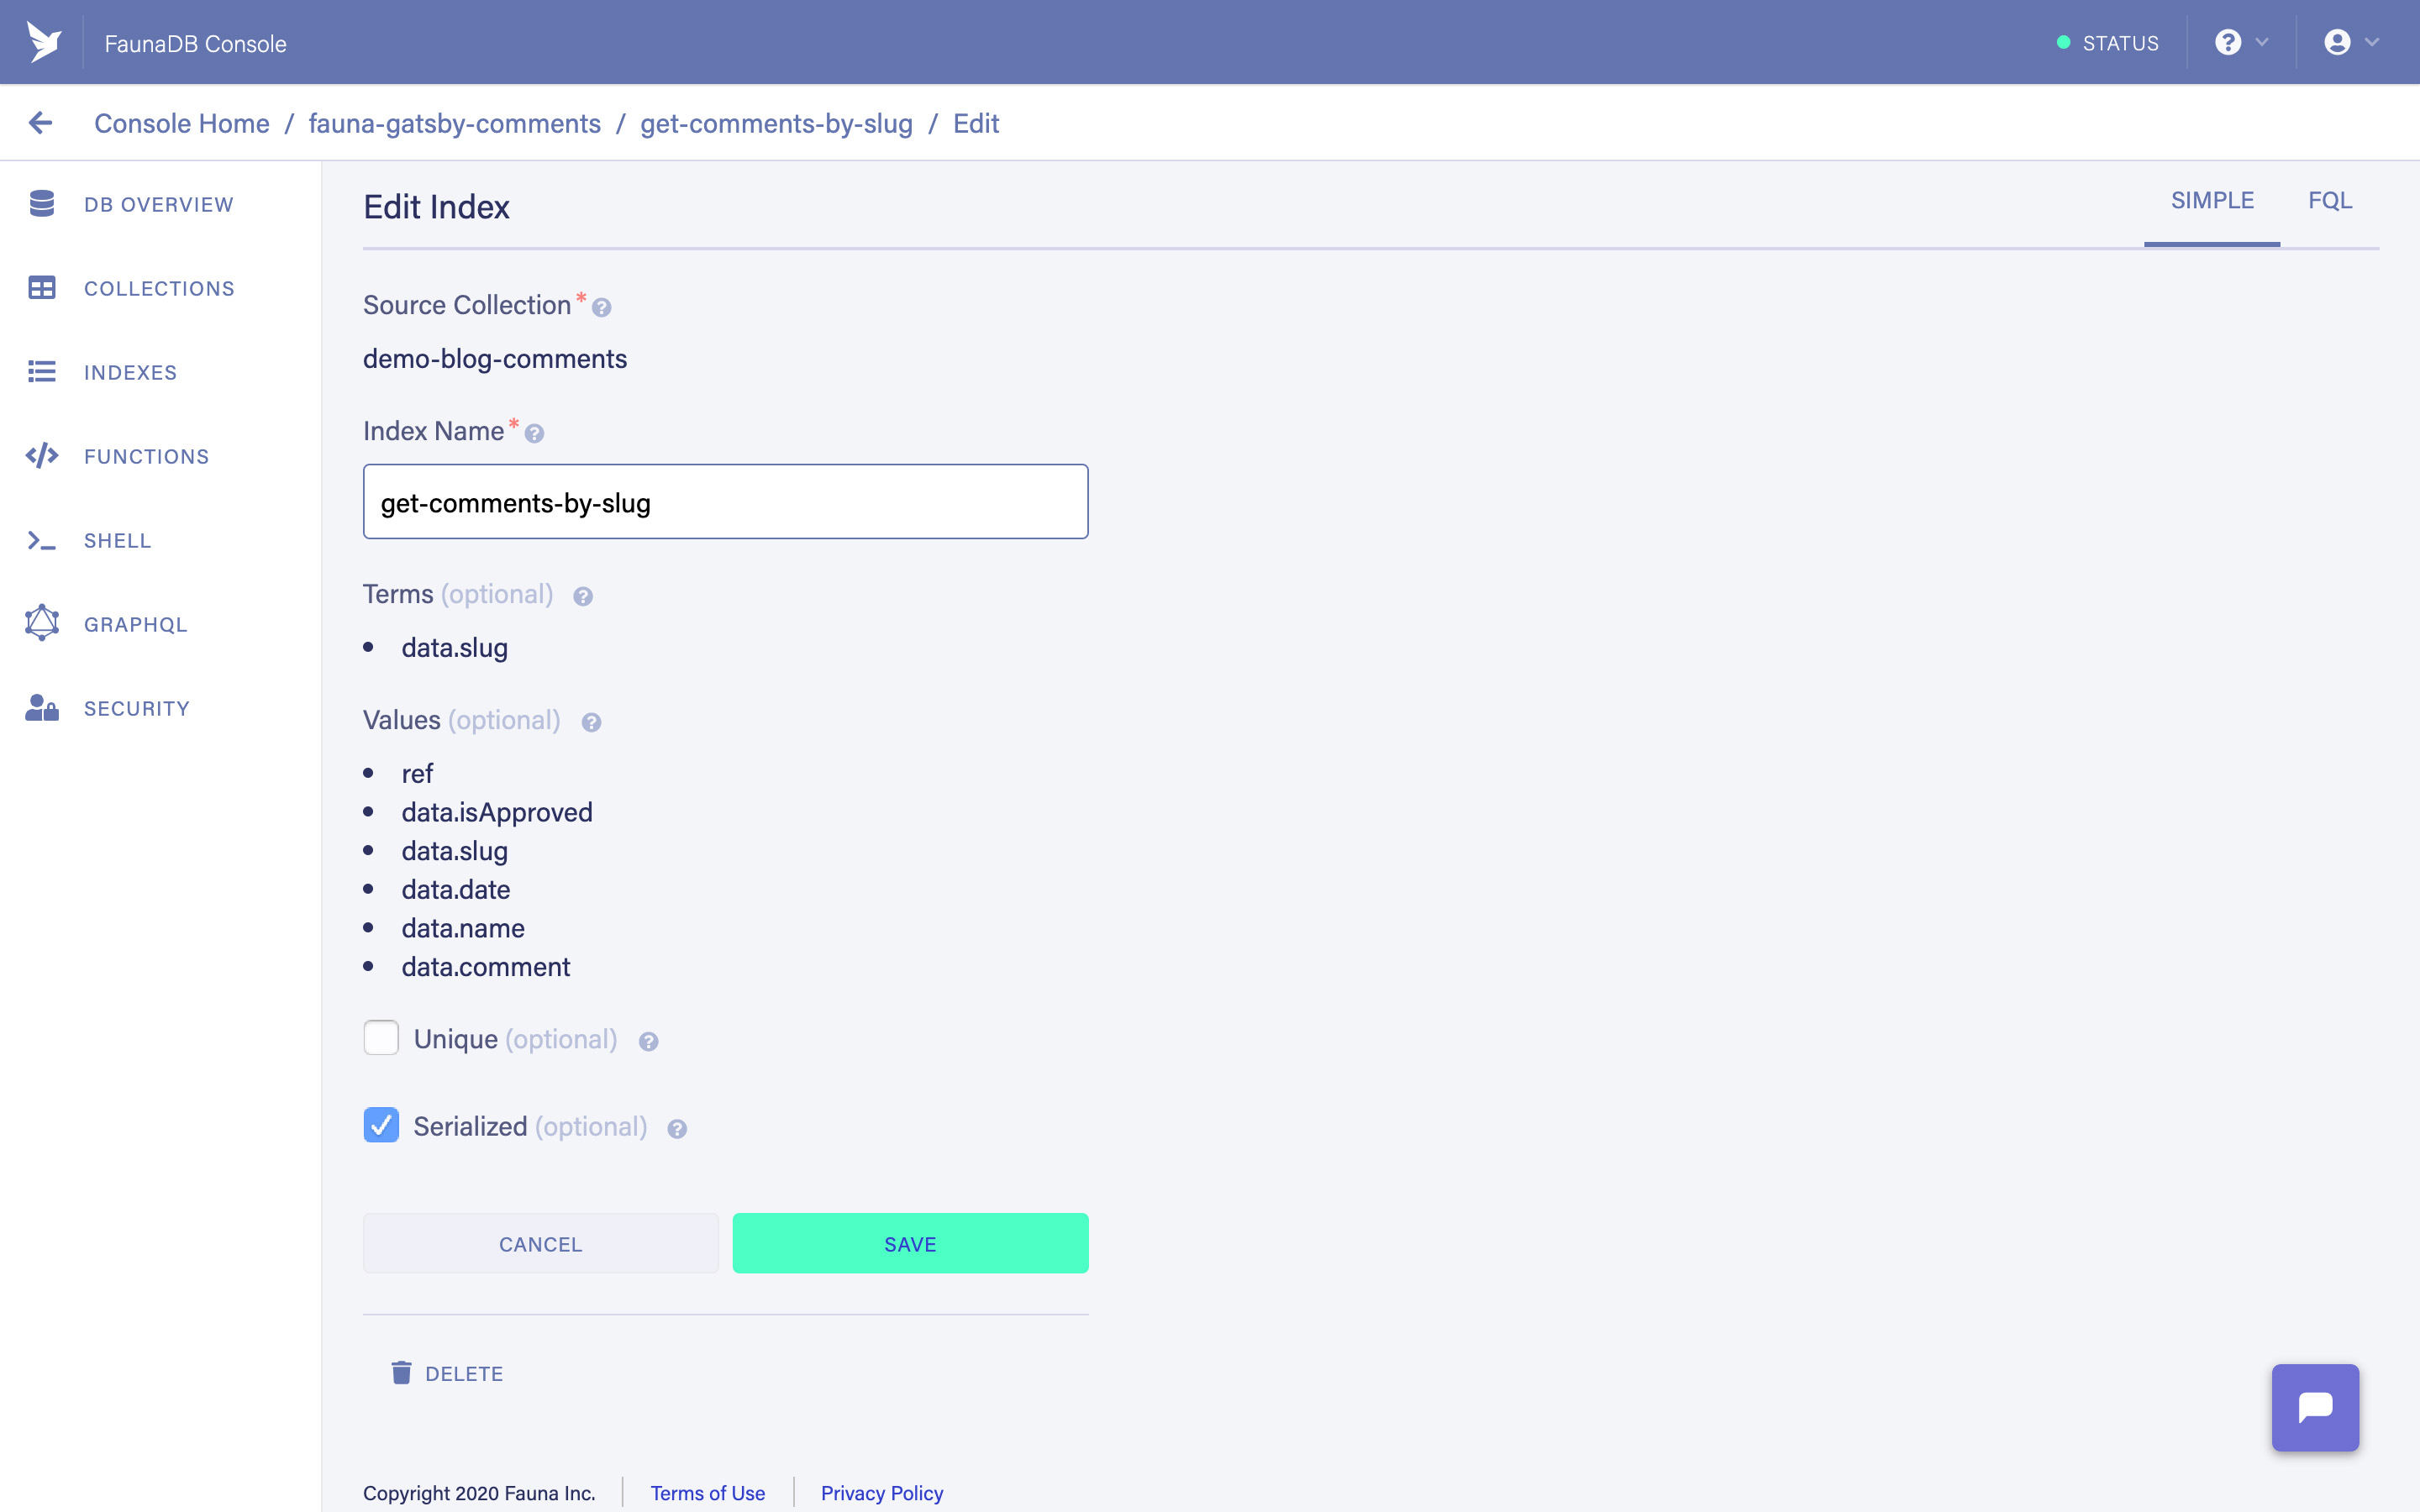 FaunaDB Console
STATUS
Console Home / fauna-gatsby-comments / get-comments-by-slug / Edit
DB OVERVIEW
COLLECTIONS
INDEXES
FUNCTIONS
SHELL
GRAPHQL
SECURITY
Edit Index
SIMPLE
FQL
Source Collection *
demo-blog-comments
Index Name *
get-comments-by-slug
Terms (optional)
• data.slug
Values (optional)
• ref
• data.isApproved
• data.slug
• data.date
• data.name
• data.comment
Unique (optional)
Serialized (optional)
CANCEL
SAVE
DELETE
Copyright 2020 Fauna Inc.
Terms of Use
Privacy Policy